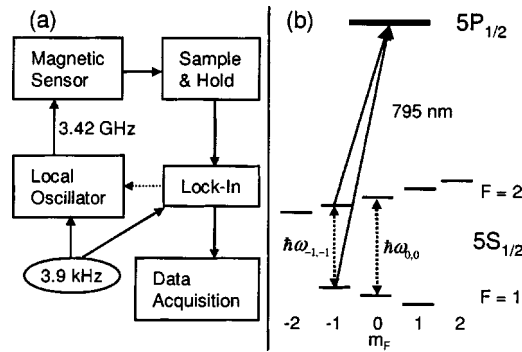 (a)
Magnetic
Sensor
Sample
& Hold
3.42 GHz
Local
Oscillator
Lock-In
3.9 kHz
Data
Acquisition
(b)
5P1/2
795 nm
F = 2
ℏω-1,-1
ℏω0,0
5S1/2
F = 1
-2 -1 0 1 2
mF